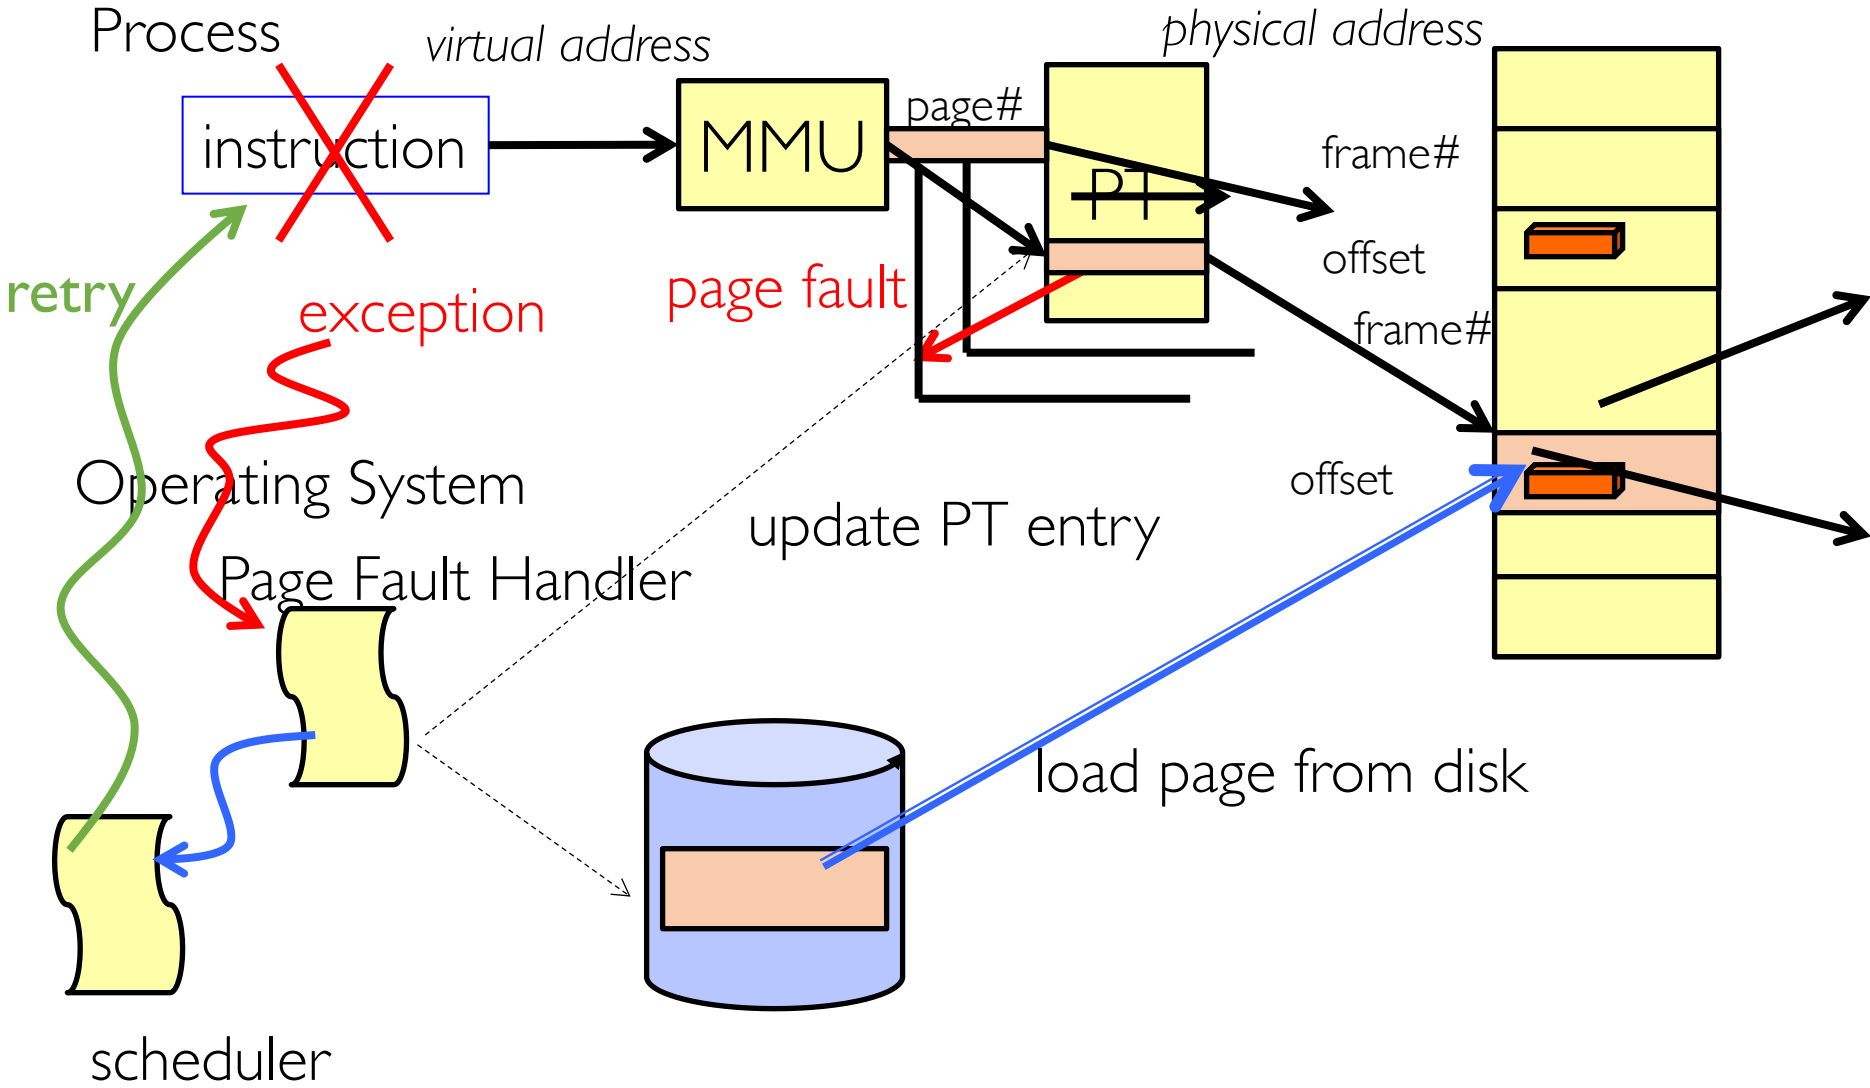 Process
virtual address
physical address
instruction
MMU
page#
PT
frame#
offset
retry
exception
page fault
frame#
Operating System
offset
update PT entry
Page Fault Handler
load page from disk
scheduler